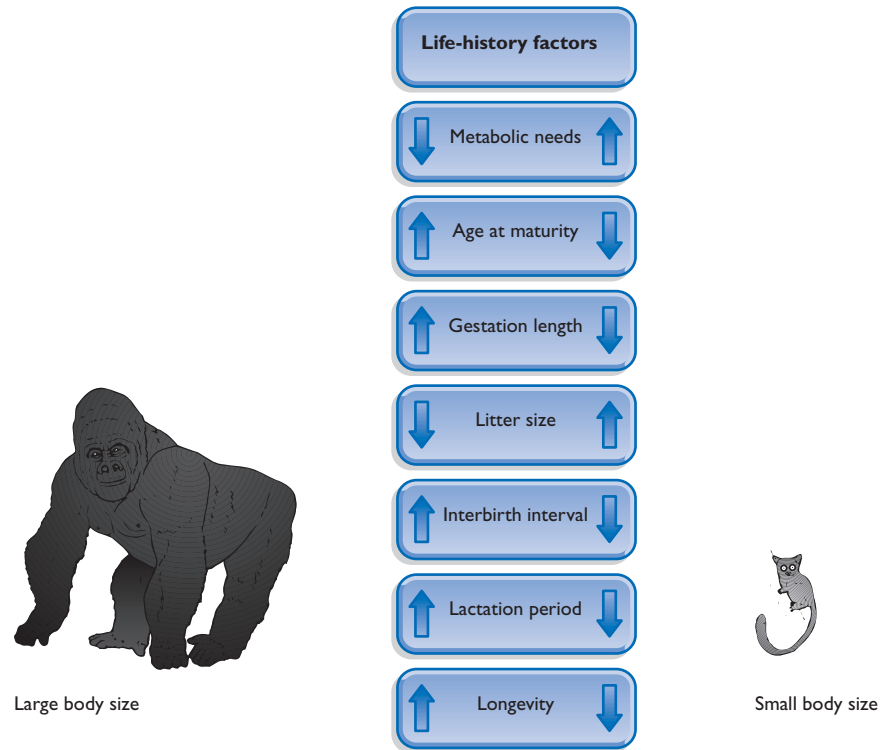 Life-history factors
Metabolic needs
Age at maturity
Gestation length
Litter size
Interbirth interval
Lactation period
Longevity
Large body size
Small body size